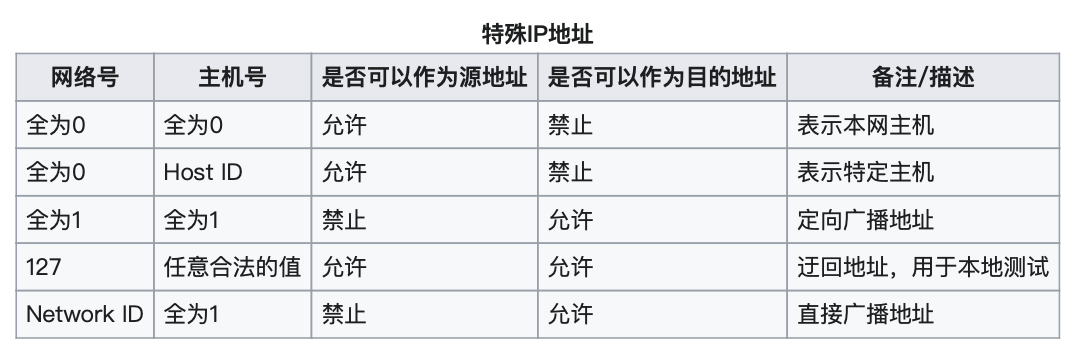 特殊IP地址
网络号 主机号 是否可以作为源地址 是否可以作为目的地址 备注/描述
全为0 全为0 允许 禁止 表示本网主机
全为0 Host ID 允许 禁止 表示特定主机
全为1 全为1 禁止 允许 定向广播地址
127 任意合法的值 允许 允许 迂回地址，用于本地测试
Network ID 全为1 禁止 允许 直接广播地址